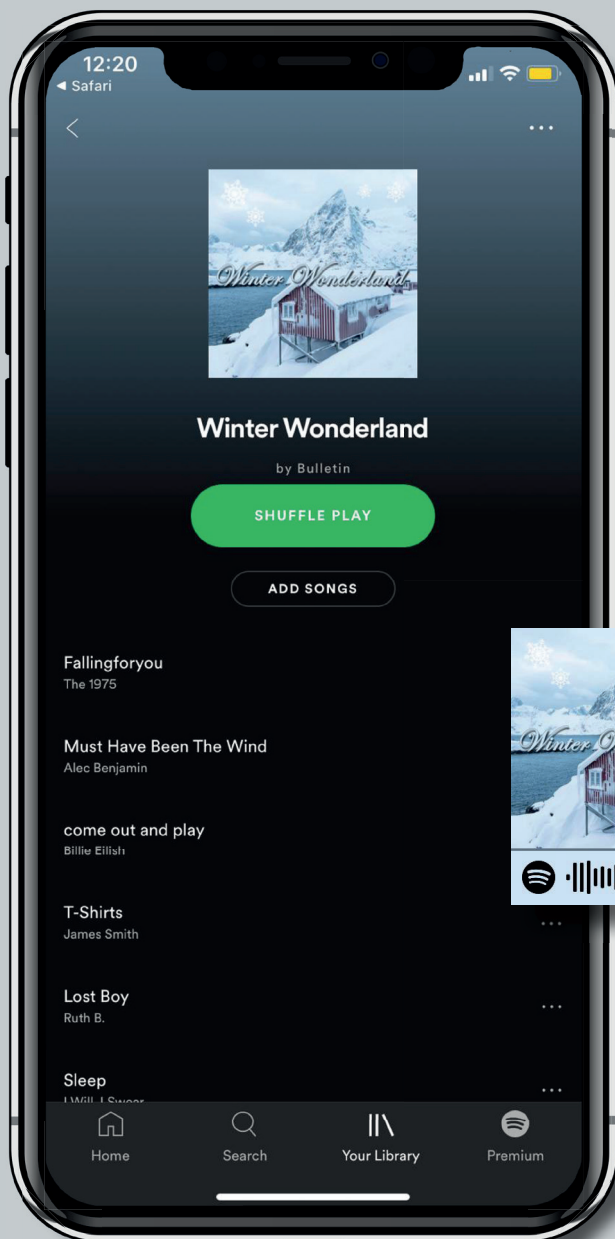 12:20
◄ Safari
Winter Wonderland
Winter Wonderland
by Bulletin
SHUFFLE PLAY
ADD SONGS
Fallingforyou
The 1975
Must Have Been The Wind
Alec Benjamin
come out and play
Billie Eilish
Winter
T-Shirts
James Smith
Lost Boy
Ruth B.
Sleep
I Will, I Swear
Home
Search
Your Library
Premium